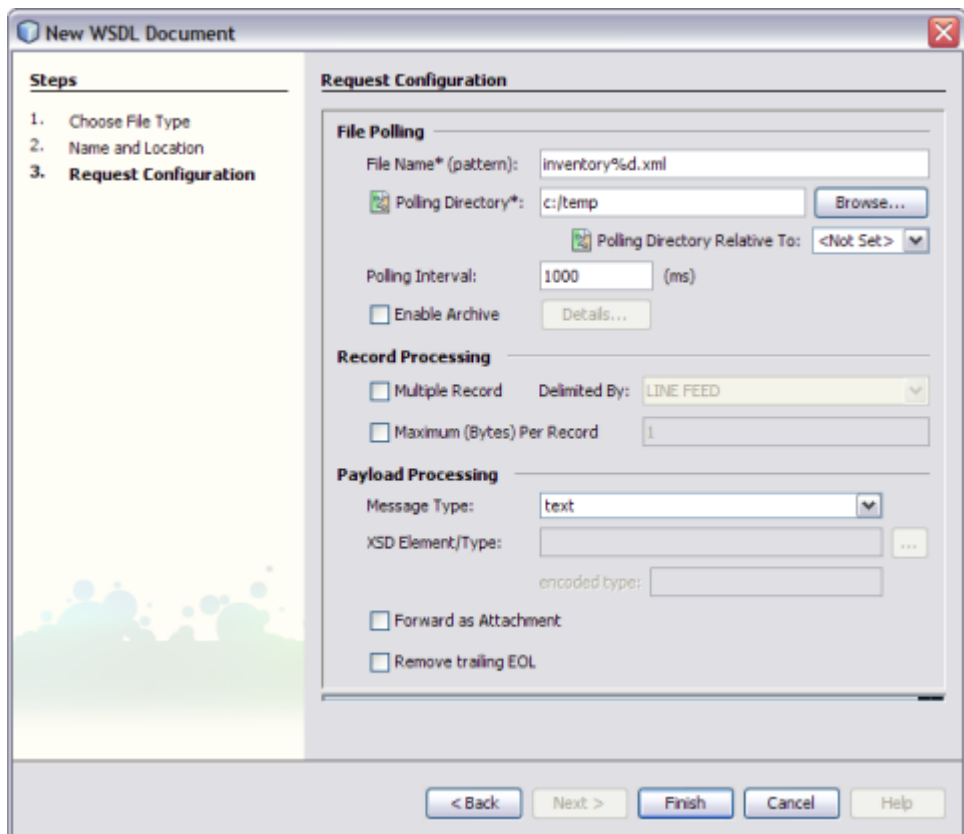 New WSDL Document
Steps
1. Choose File Type
2. Name and Location
3. Request Configuration
Request Configuration
File Polling
File Name* (pattern): inventory%d.xml
Polling Directory*: c:/temp Browse...
Polling Directory Relative To: <Not Set>
Polling Interval: 1000 (ms)
Enable Archive Details...
Record Processing
Multiple Record Delimited By: LINE FEED
Maximum (Bytes) Per Record 1
Payload Processing
Message Type: text
XSD Element/Type: ...
encoded type:
Forward as Attachment
Remove trailing EOL
< Back Next > Finish Cancel Help